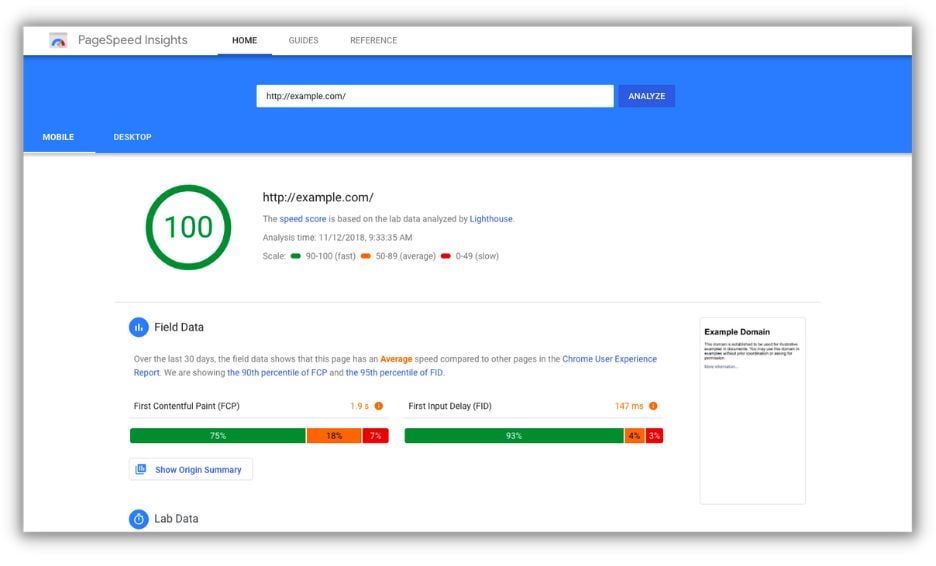 PageSpeed Insights
HOME
GUIDES
REFERENCE
http://example.com/
ANALYZE
MOBILE
DESKTOP
100
http://example.com/
The speed score is based on the lab data analyzed by Lighthouse.
Analysis time: 11/12/2018, 9:33:35 AM
Scale: 90-100 (fast) 50-89 (average) 0-49 (slow)
Field Data
Over the last 30 days, the field data shows that this page has an Average speed compared to other pages in the Chrome User Experience
Report. We are showing the 90th percentile of FCP and the 95th percentile of FID.
First Contentful Paint (FCP) 1.9 s
First Input Delay (FID) 147 ms
75% 18% 7%
93% 4% 3%
Show Origin Summary
Example Domain
This domain is established to be used for illustrative
examples in documents. You may use this domain in
examples without prior coordination or asking for
permission.
More information...
Lab Data